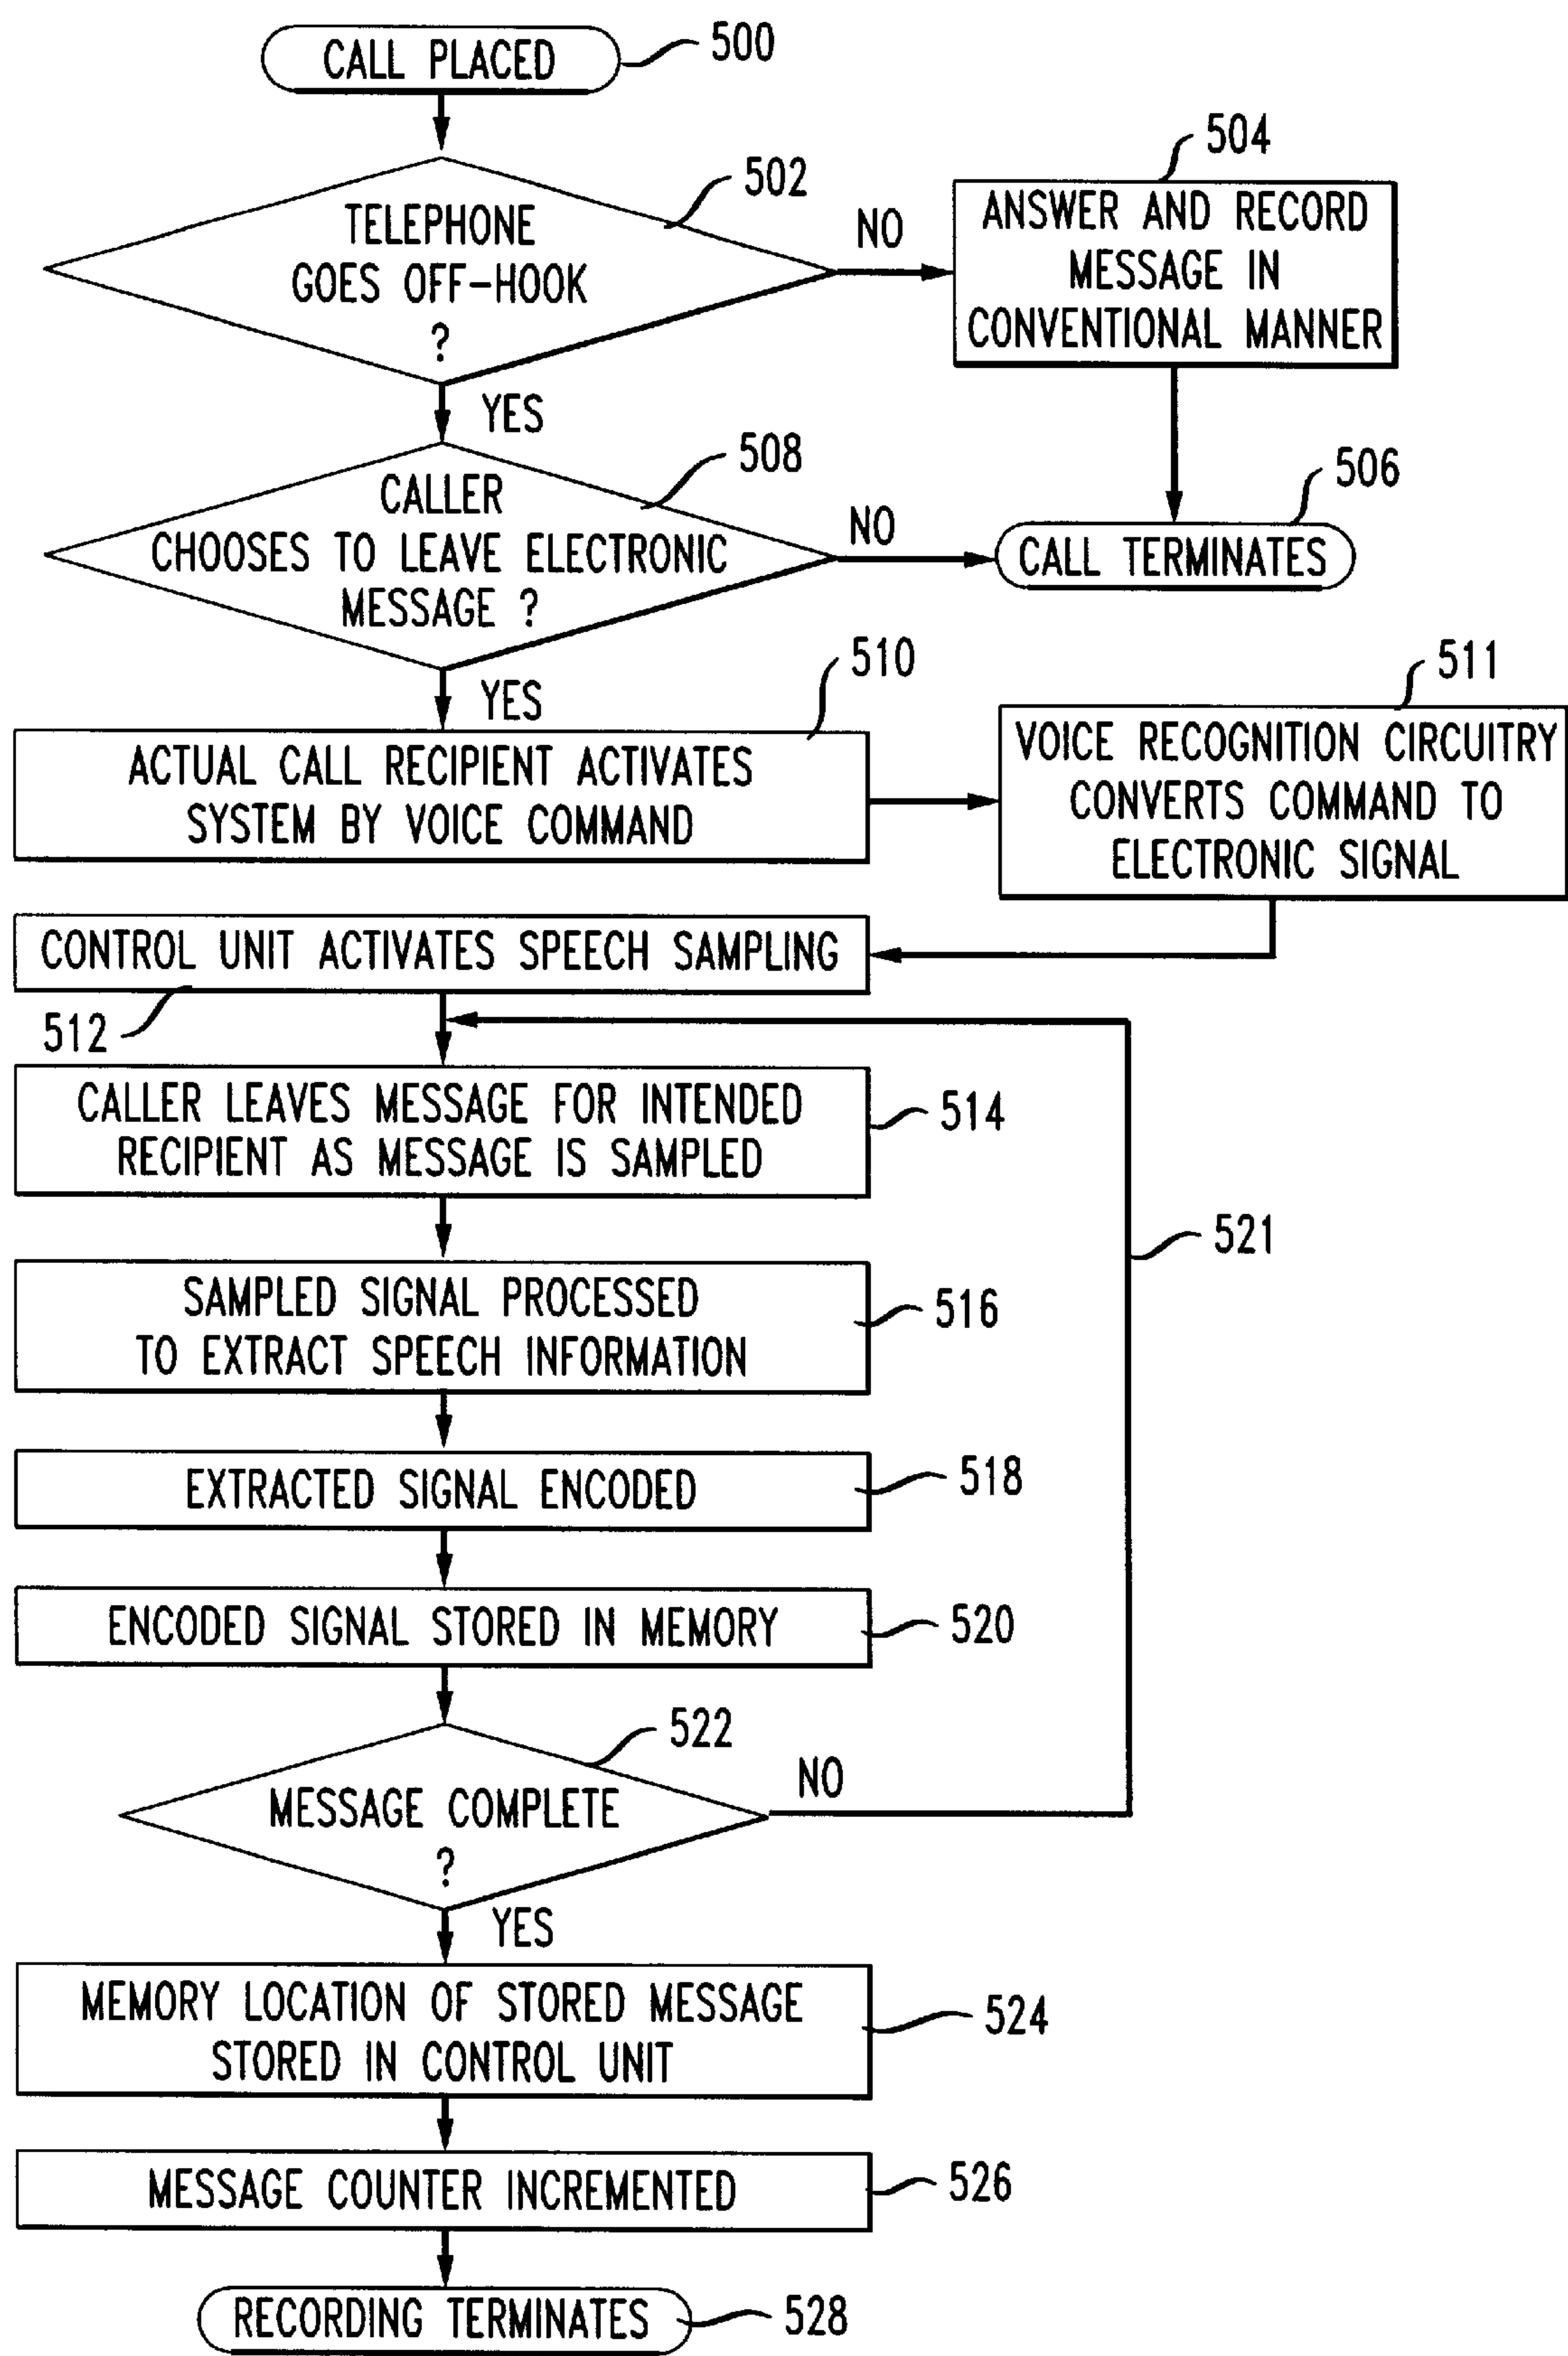 CALL PLACED
500
TELEPHONE
GOES OFF-HOOK
?
502
NO
ANSWER AND RECORD
MESSAGE IN
CONVENTIONAL MANNER
504
YES
CALLER
CHOOSES TO LEAVE ELECTRONIC
MESSAGE ?
508
NO
CALL TERMINATES
506
YES
ACTUAL CALL RECIPIENT ACTIVATES
SYSTEM BY VOICE COMMAND
510
VOICE RECOGNITION CIRCUITRY
CONVERTS COMMAND TO
ELECTRONIC SIGNAL
511
CONTROL UNIT ACTIVATES SPEECH SAMPLING
512
CALLER LEAVES MESSAGE FOR INTENDED
RECIPIENT AS MESSAGE IS SAMPLED
514
521
SAMPLED SIGNAL PROCESSED
TO EXTRACT SPEECH INFORMATION
516
EXTRACTED SIGNAL ENCODED
518
ENCODED SIGNAL STORED IN MEMORY
520
MESSAGE COMPLETE
?
522
NO
YES
MEMORY LOCATION OF STORED MESSAGE
STORED IN CONTROL UNIT
524
MESSAGE COUNTER INCREMENTED
526
RECORDING TERMINATES
528